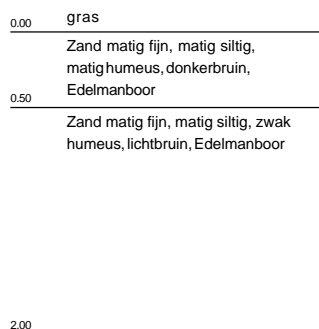 0.00 gras
Zand matig fijn, matig siltig,
matig humeus, donkerbruin,
Edelmanboor
0.50
Zand matig fijn, matig siltig, zwak
humeus, lichtbruin, Edelmanboor
2.00